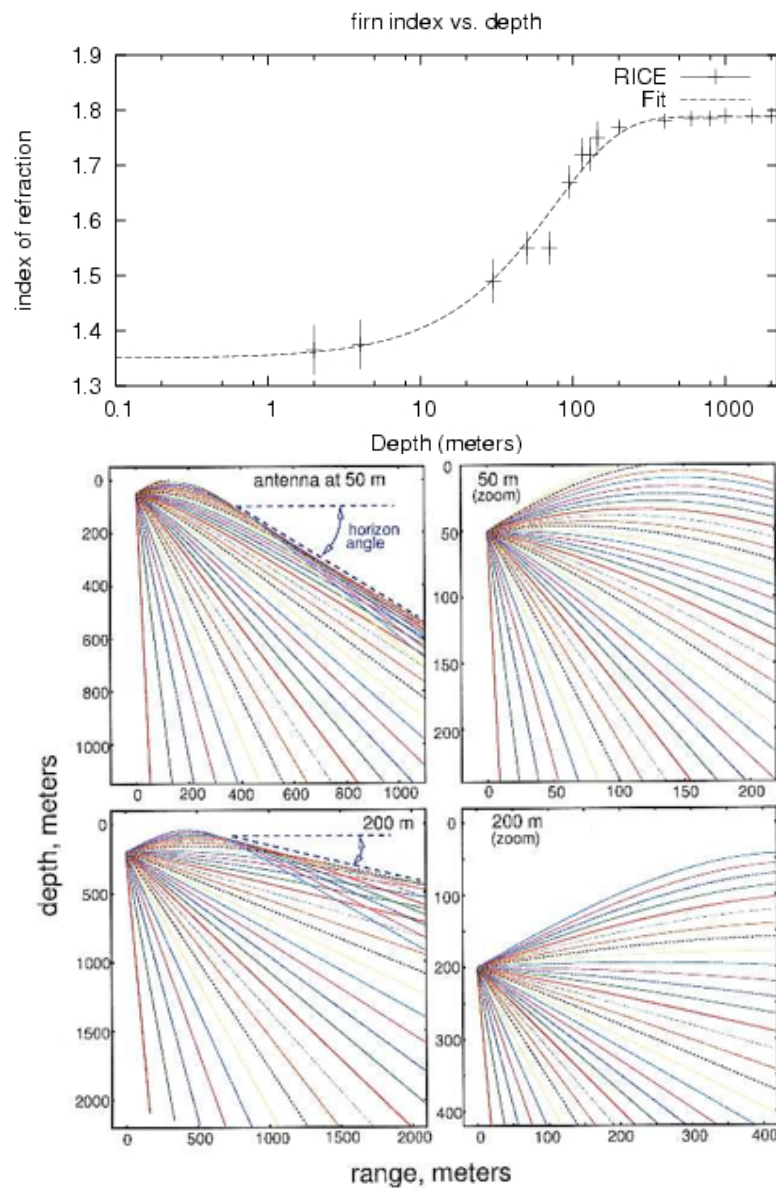 firn index vs. depth
1.9
1.8
1.7
1.6
1.5
1.4
1.3
index of refraction
RICE
Fit
0.1 1 10 100 1000
Depth (meters)
antenna at 50 m
horizon
angle
0
200
400
600
800
1000
0 200 400 600 800 1000
50 m
(zoom)
0
50
100
150
200
0 50 100 150 200
depth, meters
200 m
0
500
1000
1500
2000
0 500 1000 1500 2000
200 m
(zoom)
0
100
200
300
400
0 100 200 300 400
range, meters